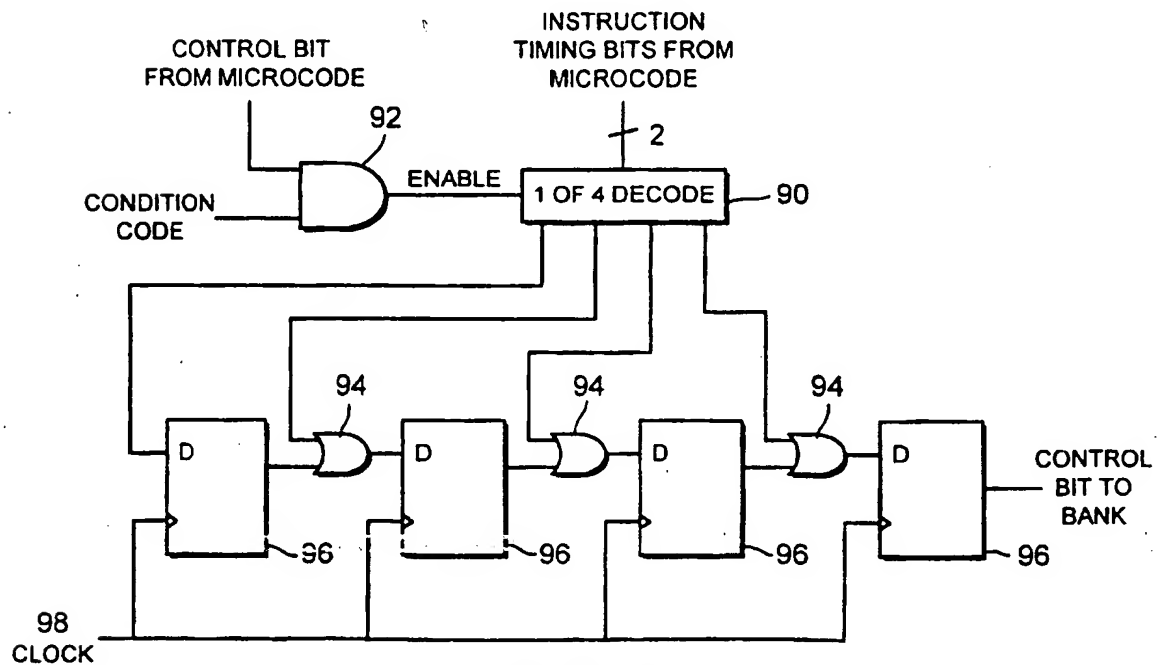 INSTRUCTION
TIMING BITS FROM
MICROCODE
CONTROL BIT
FROM MICROCODE
2
92
ENABLE
1 OF 4 DECODE
90
CONDITION
CODE
94
94
94
D
D
D
D
CONTROL
BIT TO
BANK
96
96
96
96
98
CLOCK